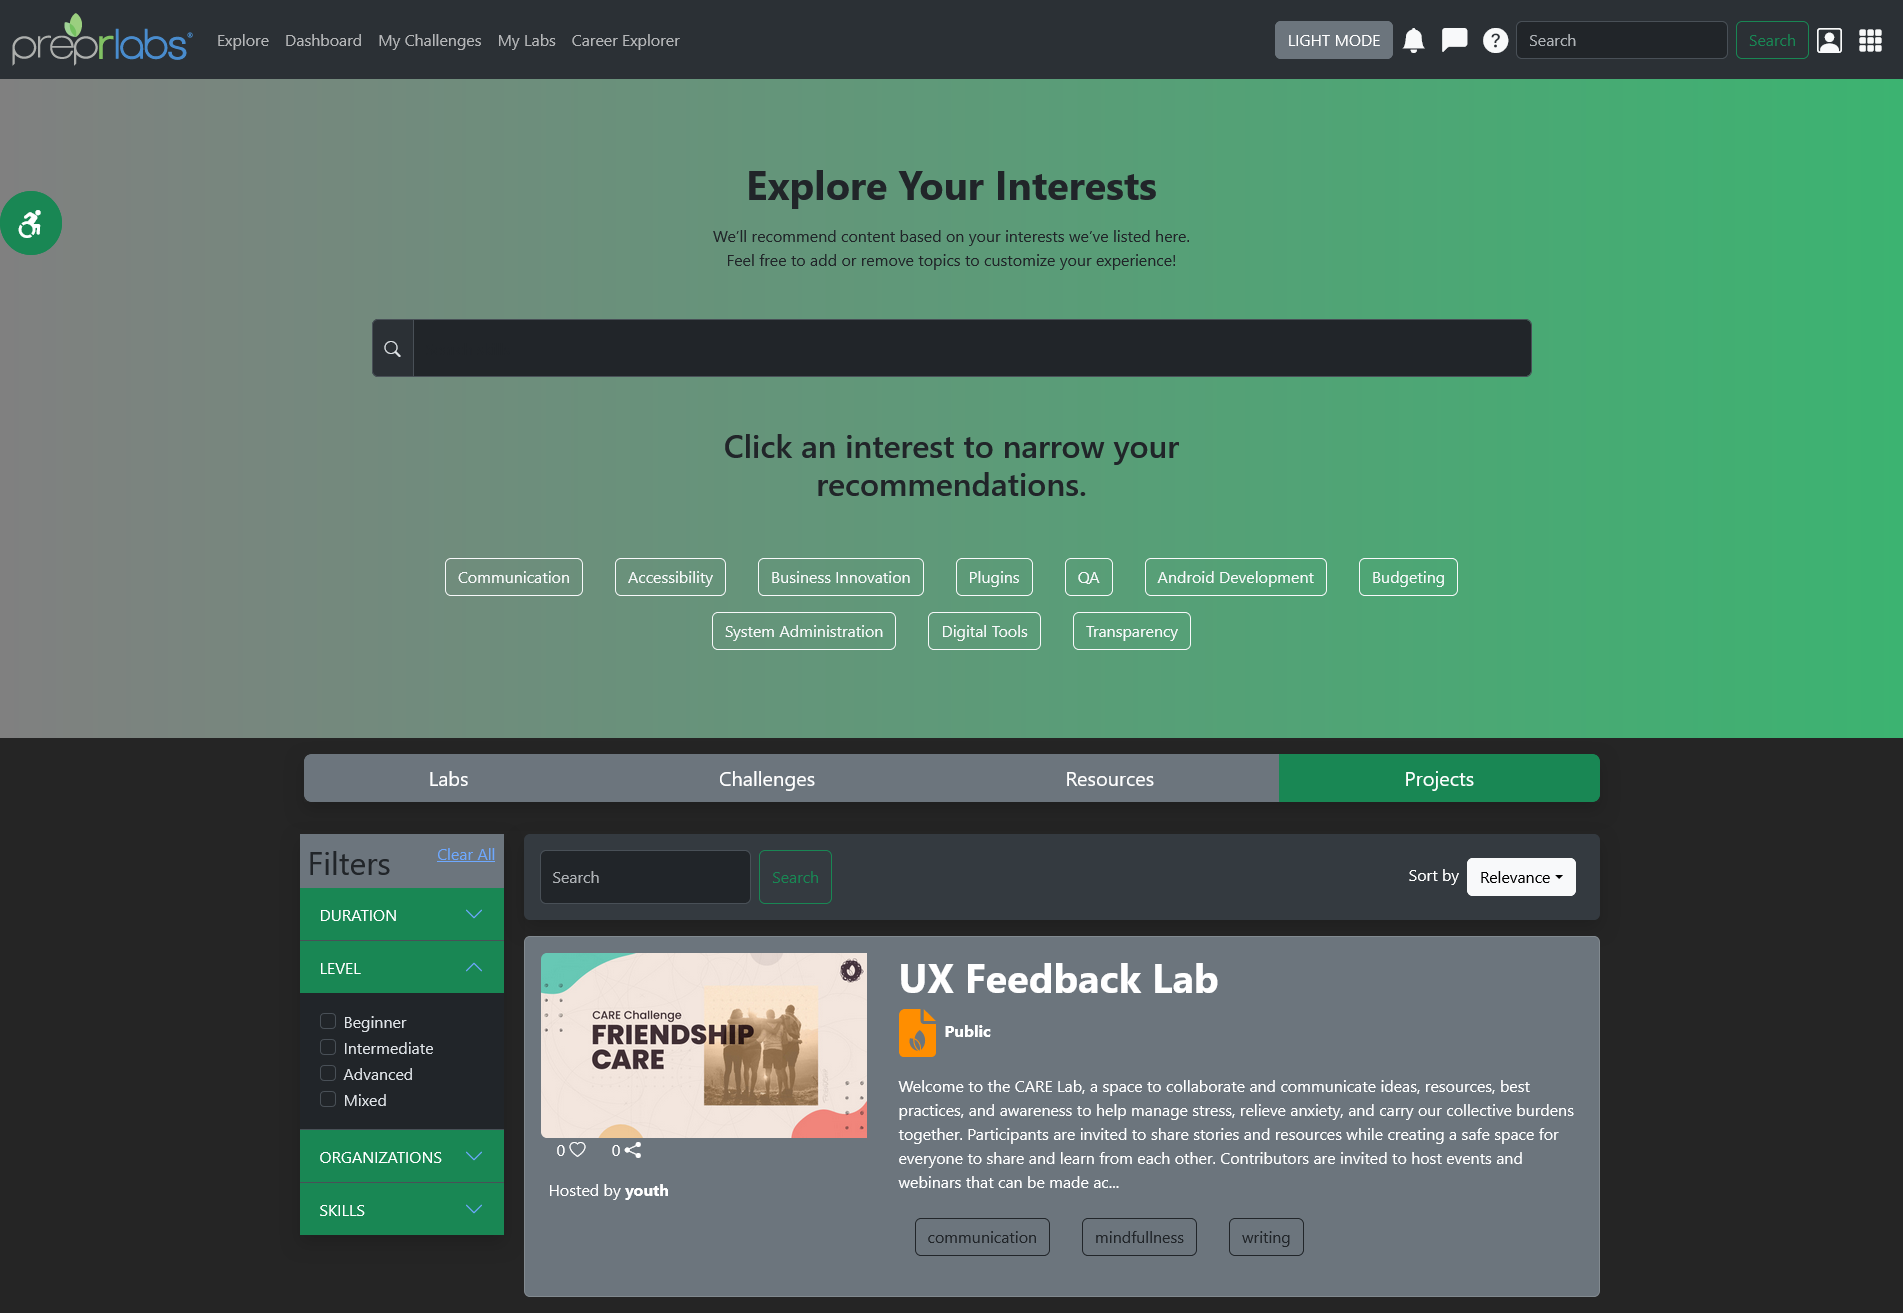 preprlabs®
Explore Dashboard My Challenges My Labs Career Explorer
LIGHT MODE
Search
Search
Explore Your Interests
We'll recommend content based on your interests we've listed here.
Feel free to add or remove topics to customize your experience!
Click an interest to narrow your
recommendations.
Communication Accessibility Business Innovation Plugins QA Android Development Budgeting
System Administration Digital Tools Transparency
Labs Challenges Resources Projects
Filters Clear All
DURATION
LEVEL
Beginner
Intermediate
Advanced
Mixed
ORGANIZATIONS
SKILLS
Search
Search
Sort by Relevance
CARE Challenge
FRIENDSHIP
CARE
0 0
Hosted by youth
UX Feedback Lab
Public
Welcome to the CARE Lab, a space to collaborate and communicate ideas, resources, best
practices, and awareness to help manage stress, relieve anxiety, and carry our collective burdens
together. Participants are invited to share stories and resources while creating a safe space for
everyone to share and learn from each other. Contributors are invited to host events and
webinars that can be made ac...
communication mindfullness writing